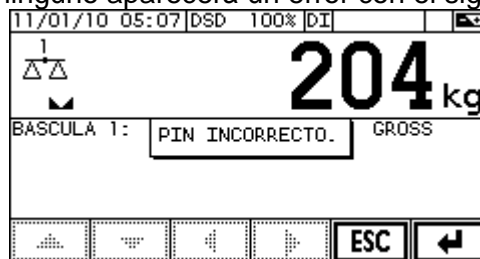 ninguno aparecerá un error con el sig
11/01/10 05:07 DSD 100% DI
1
204 kg
BASCULA 1: PIN INCORRECTO. GROSS
ESC